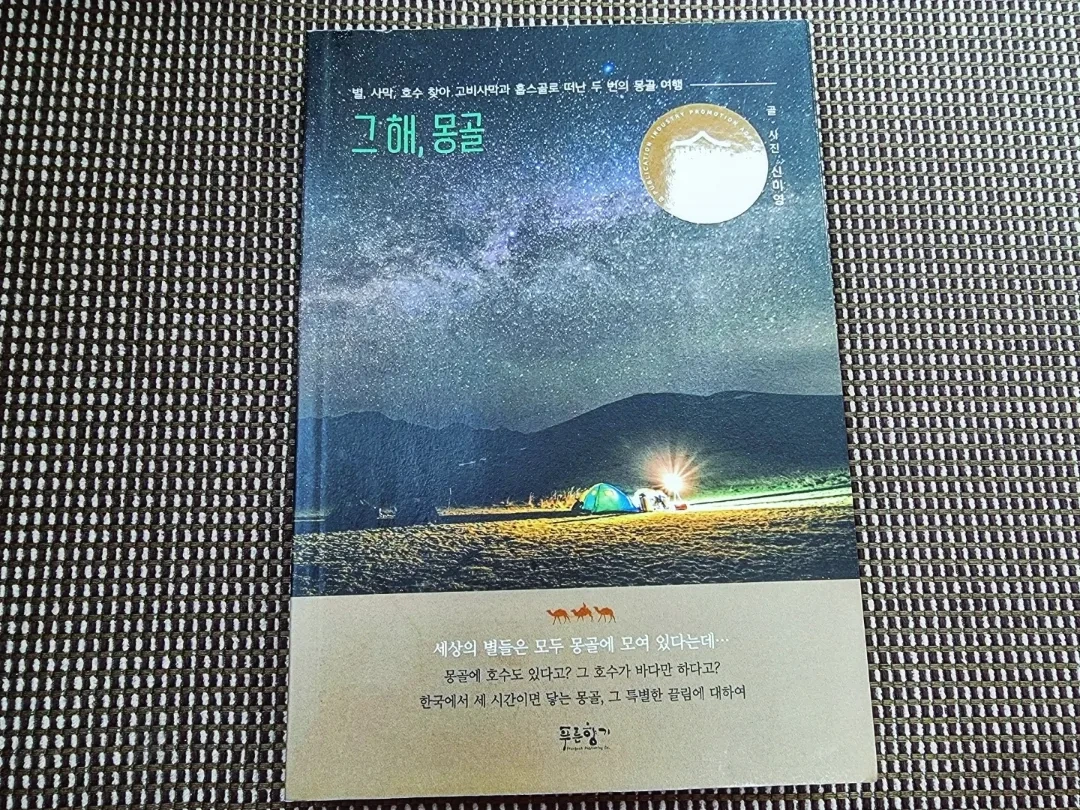 별, 사막, 호수 찾아 고비사막과 홉스골로 떠난 두 번의 몽골 여행
그 해, 몽골
PUBLICATION INDUSTRY PROMOTION
글·사진 신미영
세상의 별들은 모두 몽골에 모여 있다는데…
몽골에 호수도 있다고? 그 호수가 바다만 하다고?
한국에서 세 시간이면 닿는 몽골, 그 특별한 끌림에 대하여
푸른향기